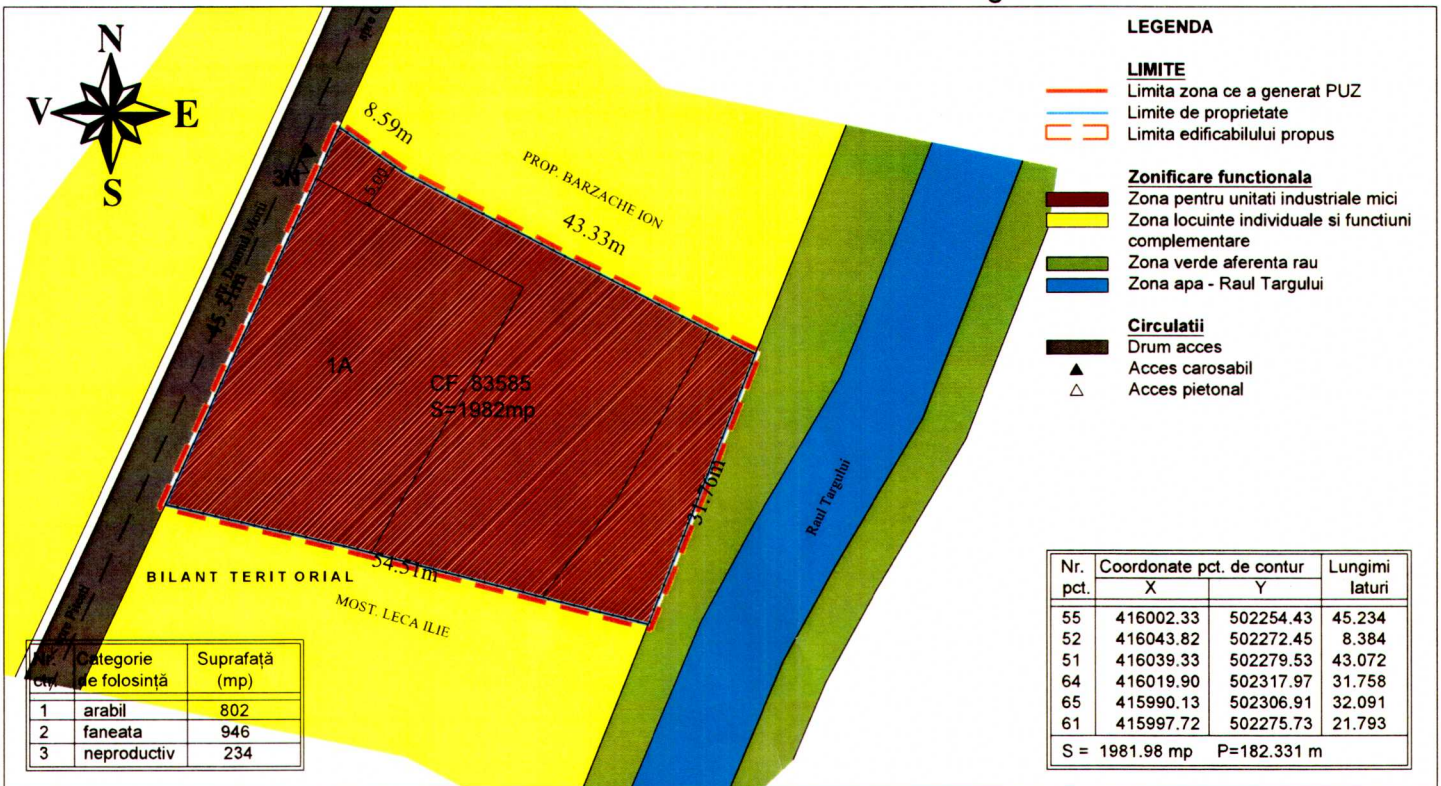 LEGENDA
LIMITE
Limita zona ce a generat PUZ
Limite de proprietate
Limita edificabilului propus
Zonificare functionala
Zona pentru unitati industriale mici
Zona locuinte individuale si functiuni
complementare
Zona verde aferenta rau
Zona apa - Raul Targului
Circulatii
Drum acces
Acces carosabil
Acces pietonal
N
V
E
S
8.59m
PROP. BARZACHE ION
43.33m
5.00
Drumul Morii
1A
CF. 83585
S=1982mp
31.76m
Raul Targului
54.51m
BILANT TERITORIAL
MOST. LECA ILIE
Nr. Categorie Suprafață
de folosință (mp)
1 arabil 802
2 faneata 946
3 neproductiv 234
Nr. Coordonate pct. de contur Lungimi
pct. X Y laturi
55 416002.33 502254.43 45.234
52 416043.82 502272.45 8.384
51 416039.33 502279.53 43.072
64 416019.90 502317.97 31.758
65 415990.13 502306.91 32.091
61 415997.72 502275.73 21.793
S = 1981.98 mp P=182.331 m